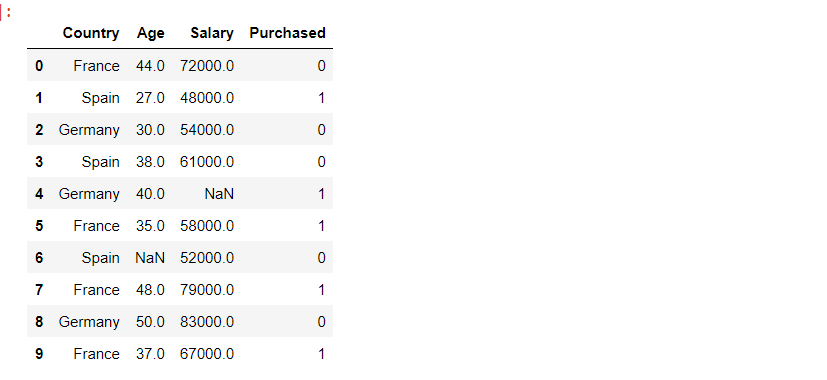 ]:
Country Age Salary Purchased
0 France 44.0 72000.0 0
1 Spain 27.0 48000.0 1
2 Germany 30.0 54000.0 0
3 Spain 38.0 61000.0 0
4 Germany 40.0 NaN 1
5 France 35.0 58000.0 1
6 Spain NaN 52000.0 0
7 France 48.0 79000.0 1
8 Germany 50.0 83000.0 0
9 France 37.0 67000.0 1